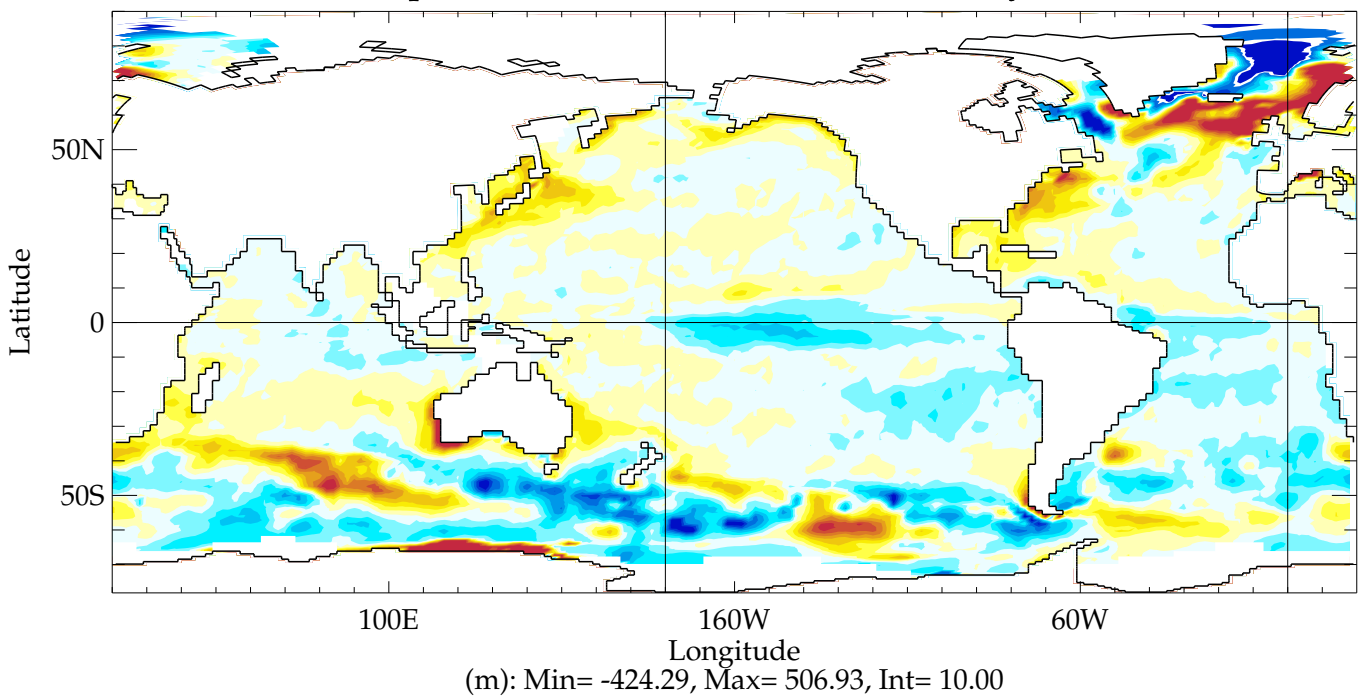 50N
0
50S
Latitude
100E
160W
60W
Longitude
(m): Min= -424.29, Max= 506.93, Int= 10.00